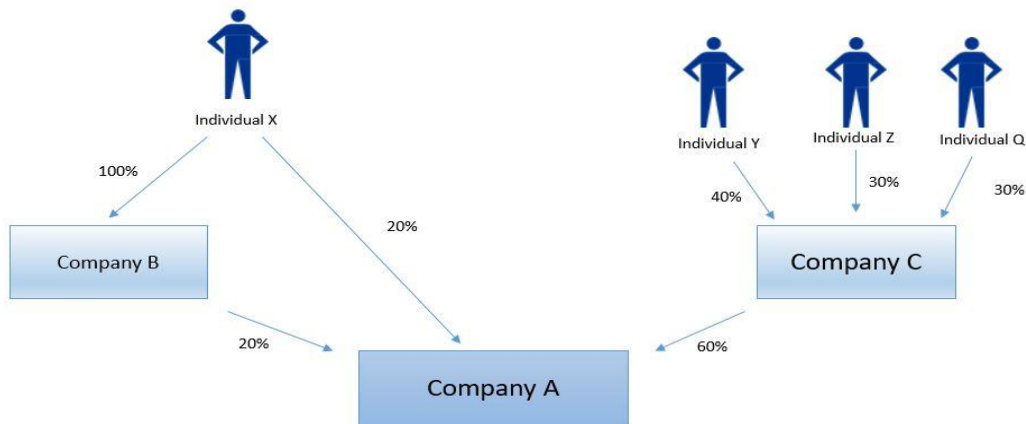 Individual X
Individual Y
Individual Z
Individual Q
100%
20%
40%
30%
30%
Company B
Company C
20%
60%
Company A